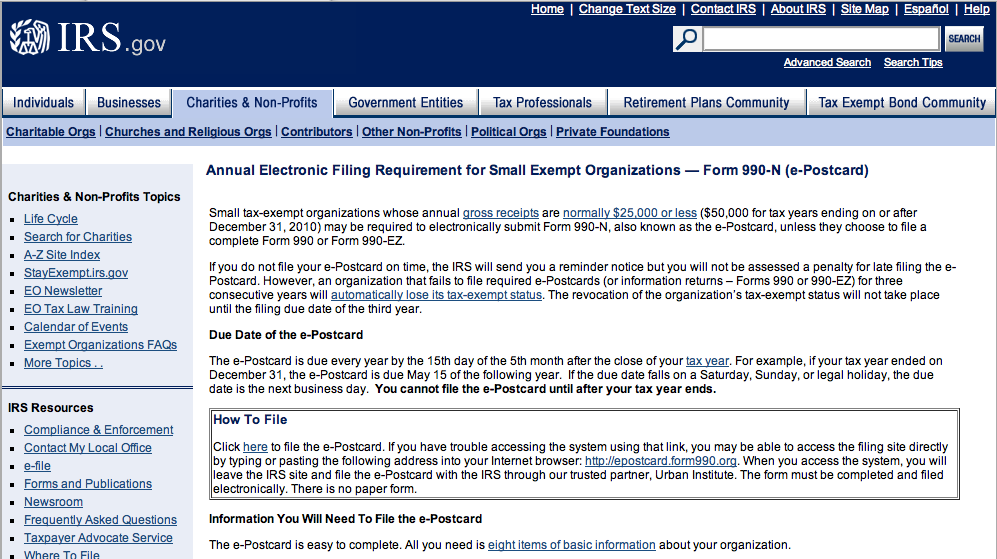 Home | Change Text Size | Contact IRS | About IRS | Site Map | Español | Help
IRS.gov
SEARCH
Advanced Search Search Tips
Individuals Businesses Charities & Non-Profits Government Entities Tax Professionals Retirement Plans Community Tax Exempt Bond Community
Charitable Orgs | Churches and Religious Orgs | Contributors | Other Non-Profits | Political Orgs | Private Foundations
Charities & Non-Profits Topics
Life Cycle
Search for Charities
A-Z Site Index
StayExempt.irs.gov
EO Newsletter
EO Tax Law Training
Calendar of Events
Exempt Organizations FAQs
More Topics . .
IRS Resources
Compliance & Enforcement
Contact My Local Office
e-file
Forms and Publications
Newsroom
Frequently Asked Questions
Taxpayer Advocate Service
Where To File
Annual Electronic Filing Requirement for Small Exempt Organizations — Form 990-N (e-Postcard)
Small tax-exempt organizations whose annual gross receipts are normally $25,000 or less ($50,000 for tax years ending on or after
December 31, 2010) may be required to electronically submit Form 990-N, also known as the e-Postcard, unless they choose to file a
complete Form 990 or Form 990-EZ.
If you do not file your e-Postcard on time, the IRS will send you a reminder notice but you will not be assessed a penalty for late filing the e-
Postcard. However, an organization that fails to file required e-Postcards (or information returns – Forms 990 or 990-EZ) for three
consecutive years will automatically lose its tax-exempt status. The revocation of the organization's tax-exempt status will not take place
until the filing due date of the third year.
Due Date of the e-Postcard
The e-Postcard is due every year by the 15th day of the 5th month after the close of your tax year. For example, if your tax year ended on
December 31, the e-Postcard is due May 15 of the following year. If the due date falls on a Saturday, Sunday, or legal holiday, the due
date is the next business day. You cannot file the e-Postcard until after your tax year ends.
How To File
Click here to file the e-Postcard. If you have trouble accessing the system using that link, you may be able to access the filing site directly
by typing or pasting the following address into your Internet browser: http://epostcard.form990.org. When you access the system, you will
leave the IRS site and file the e-Postcard with the IRS through our trusted partner, Urban Institute. The form must be completed and filed
electronically. There is no paper form.
Information You Will Need To File the e-Postcard
The e-Postcard is easy to complete. All you need is eight items of basic information about your organization.